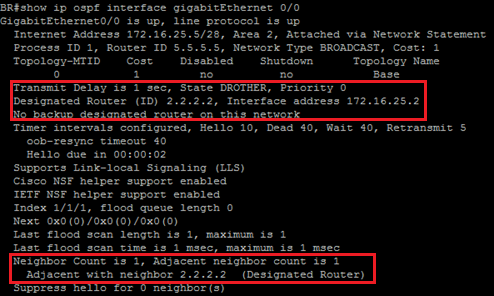 BR#show ip ospf interface gigabitEthernet 0/0
GigabitEthernet0/0 is up, line protocol is up
Internet Address 172.16.25.5/28, Area 2, Attached via Network Statement
Process ID 1, Router ID 5.5.5.5, Network Type BROADCAST, Cost: 1
Topology-MTID Cost Disabled Shutdown Topology Name
0 1 no no Base
Transmit Delay is 1 sec, State DROTHER, Priority 0
Designated Router (ID) 2.2.2.2, Interface address 172.16.25.2
No backup designated router on this network
Timer intervals configured, Hello 10, Dead 40, Wait 40, Retransmit 5
oob-resync timeout 40
Hello due in 00:00:02
Supports Link-local Signaling (LLS)
Cisco NSF helper support enabled
IETF NSF helper support enabled
Index 1/1/1, flood queue length 0
Next 0x0(0)/0x0(0)/0x0(0)
Last flood scan length is 1, maximum is 1
Last flood scan time is 1 msec, maximum is 1 msec
Neighbor Count is 1, Adjacent neighbor count is 1
Adjacent with neighbor 2.2.2.2 (Designated Router)
Suppress hello for 0 neighbor(s)